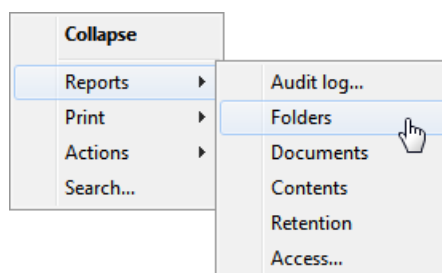 Collapse
Reports
Print
Actions
Search...
Audit log...
Folders
Documents
Contents
Retention
Access...